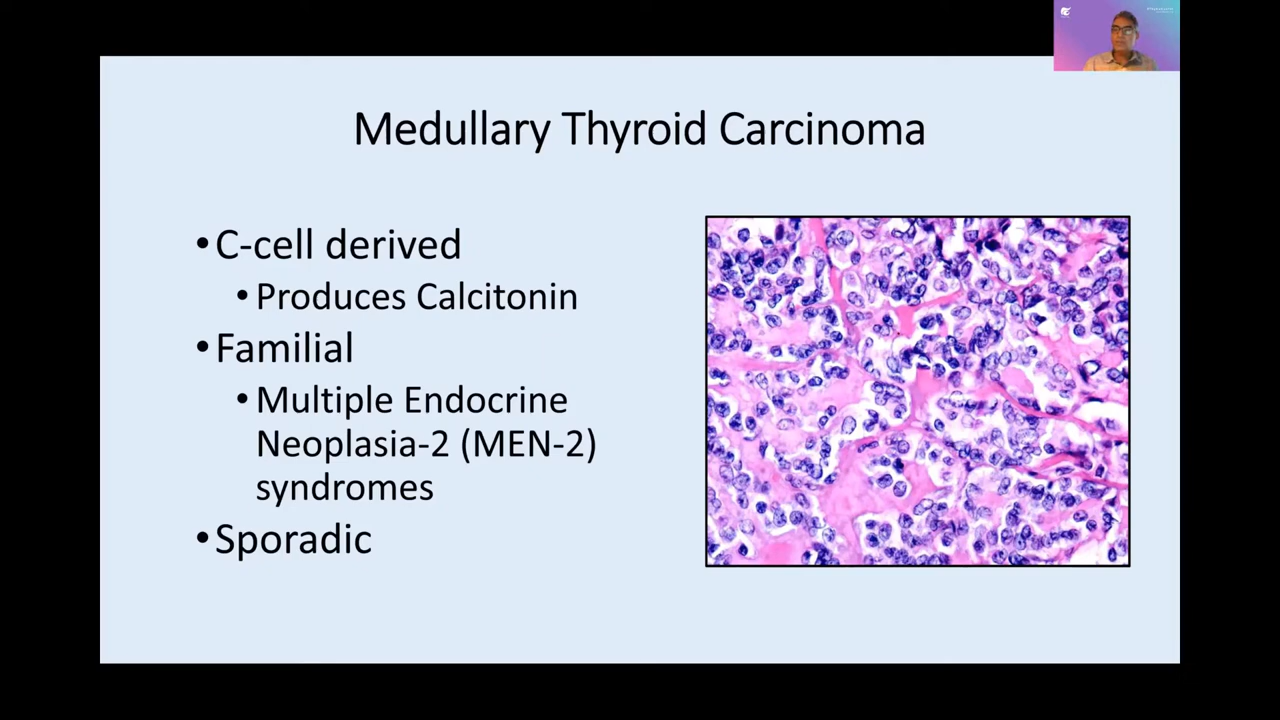 Medullary Thyroid Carcinoma
•C-cell derived
•Produces Calcitonin
•Familial
•Multiple Endocrine
Neoplasia-2 (MEN-2)
syndromes
•Sporadic